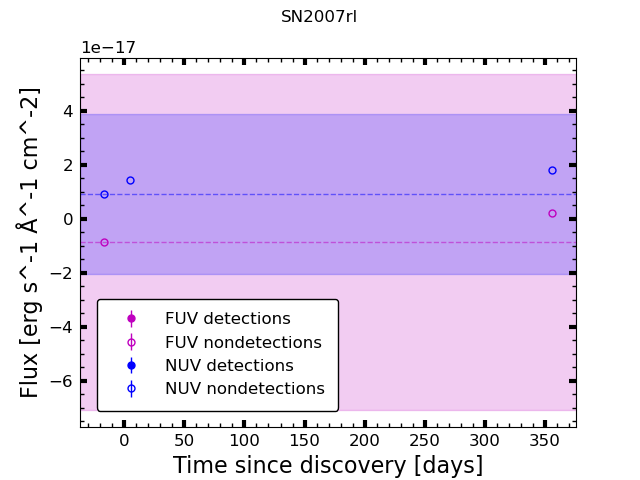 SN2007rl
1e−17
4
2
0
−2
−4
−6
Flux [erg s^-1 Å^-1 cm^-2]
FUV detections
FUV nondetections
NUV detections
NUV nondetections
0 50 100 150 200 250 300 350
Time since discovery [days]